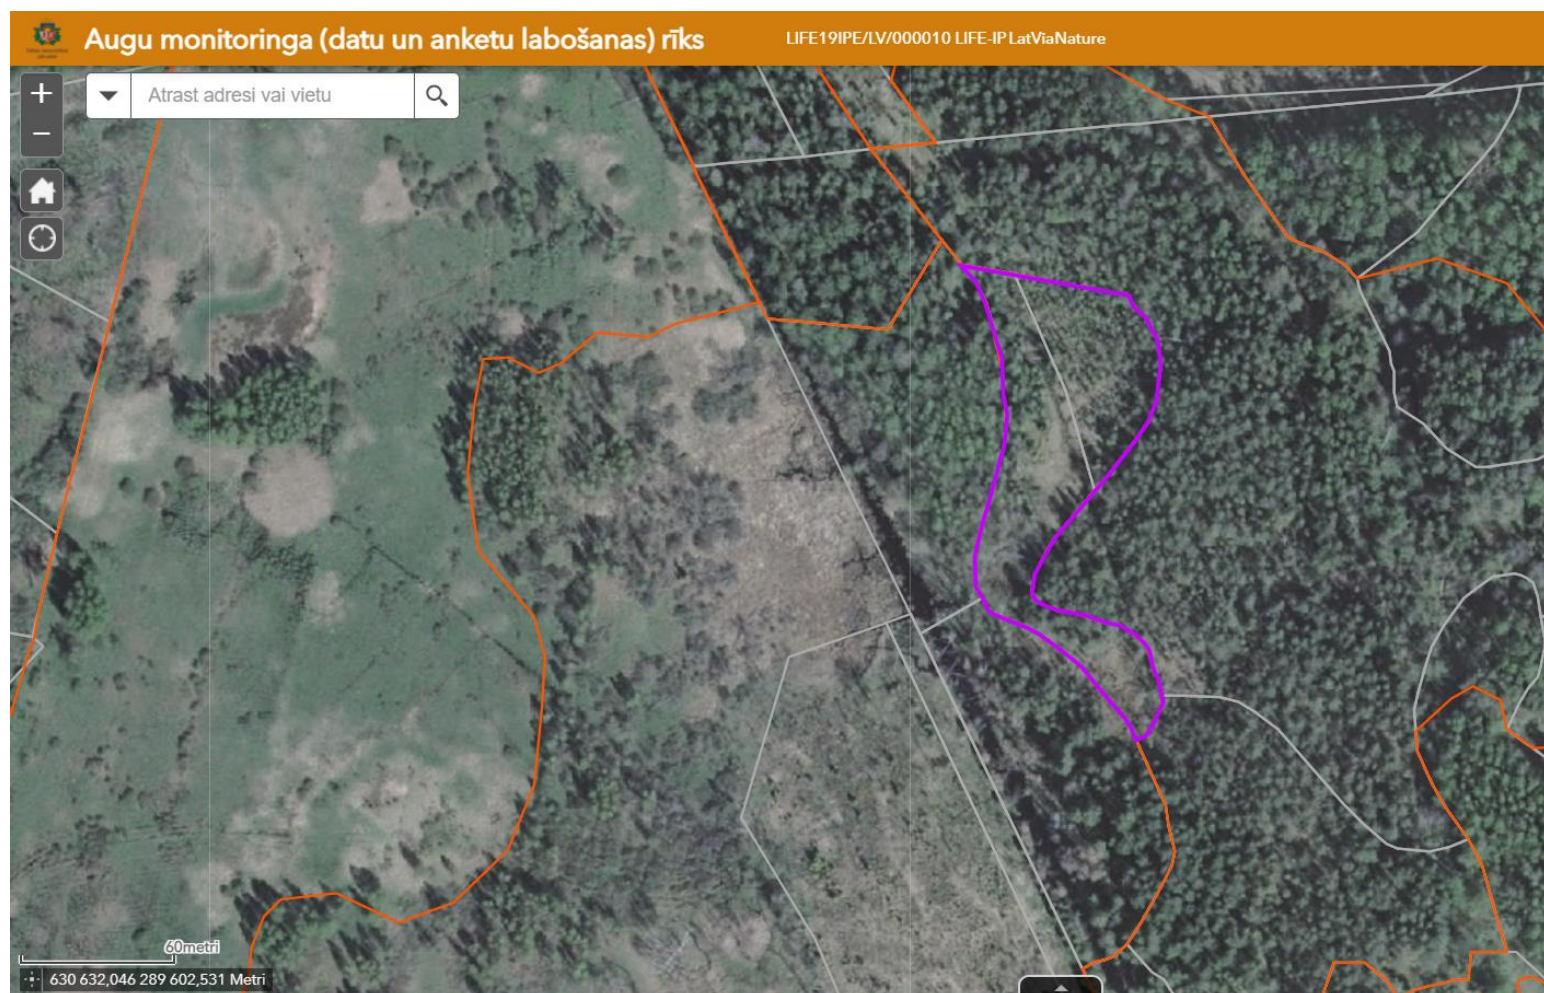 Augu monitoringa (datu un anketu labošanas) rīks
LIFE19IPE/LV/000010 LIFE-IP LatViaNature
Atrast adresi vai vietu
60metri
630 632,046 289 602,531 Metri